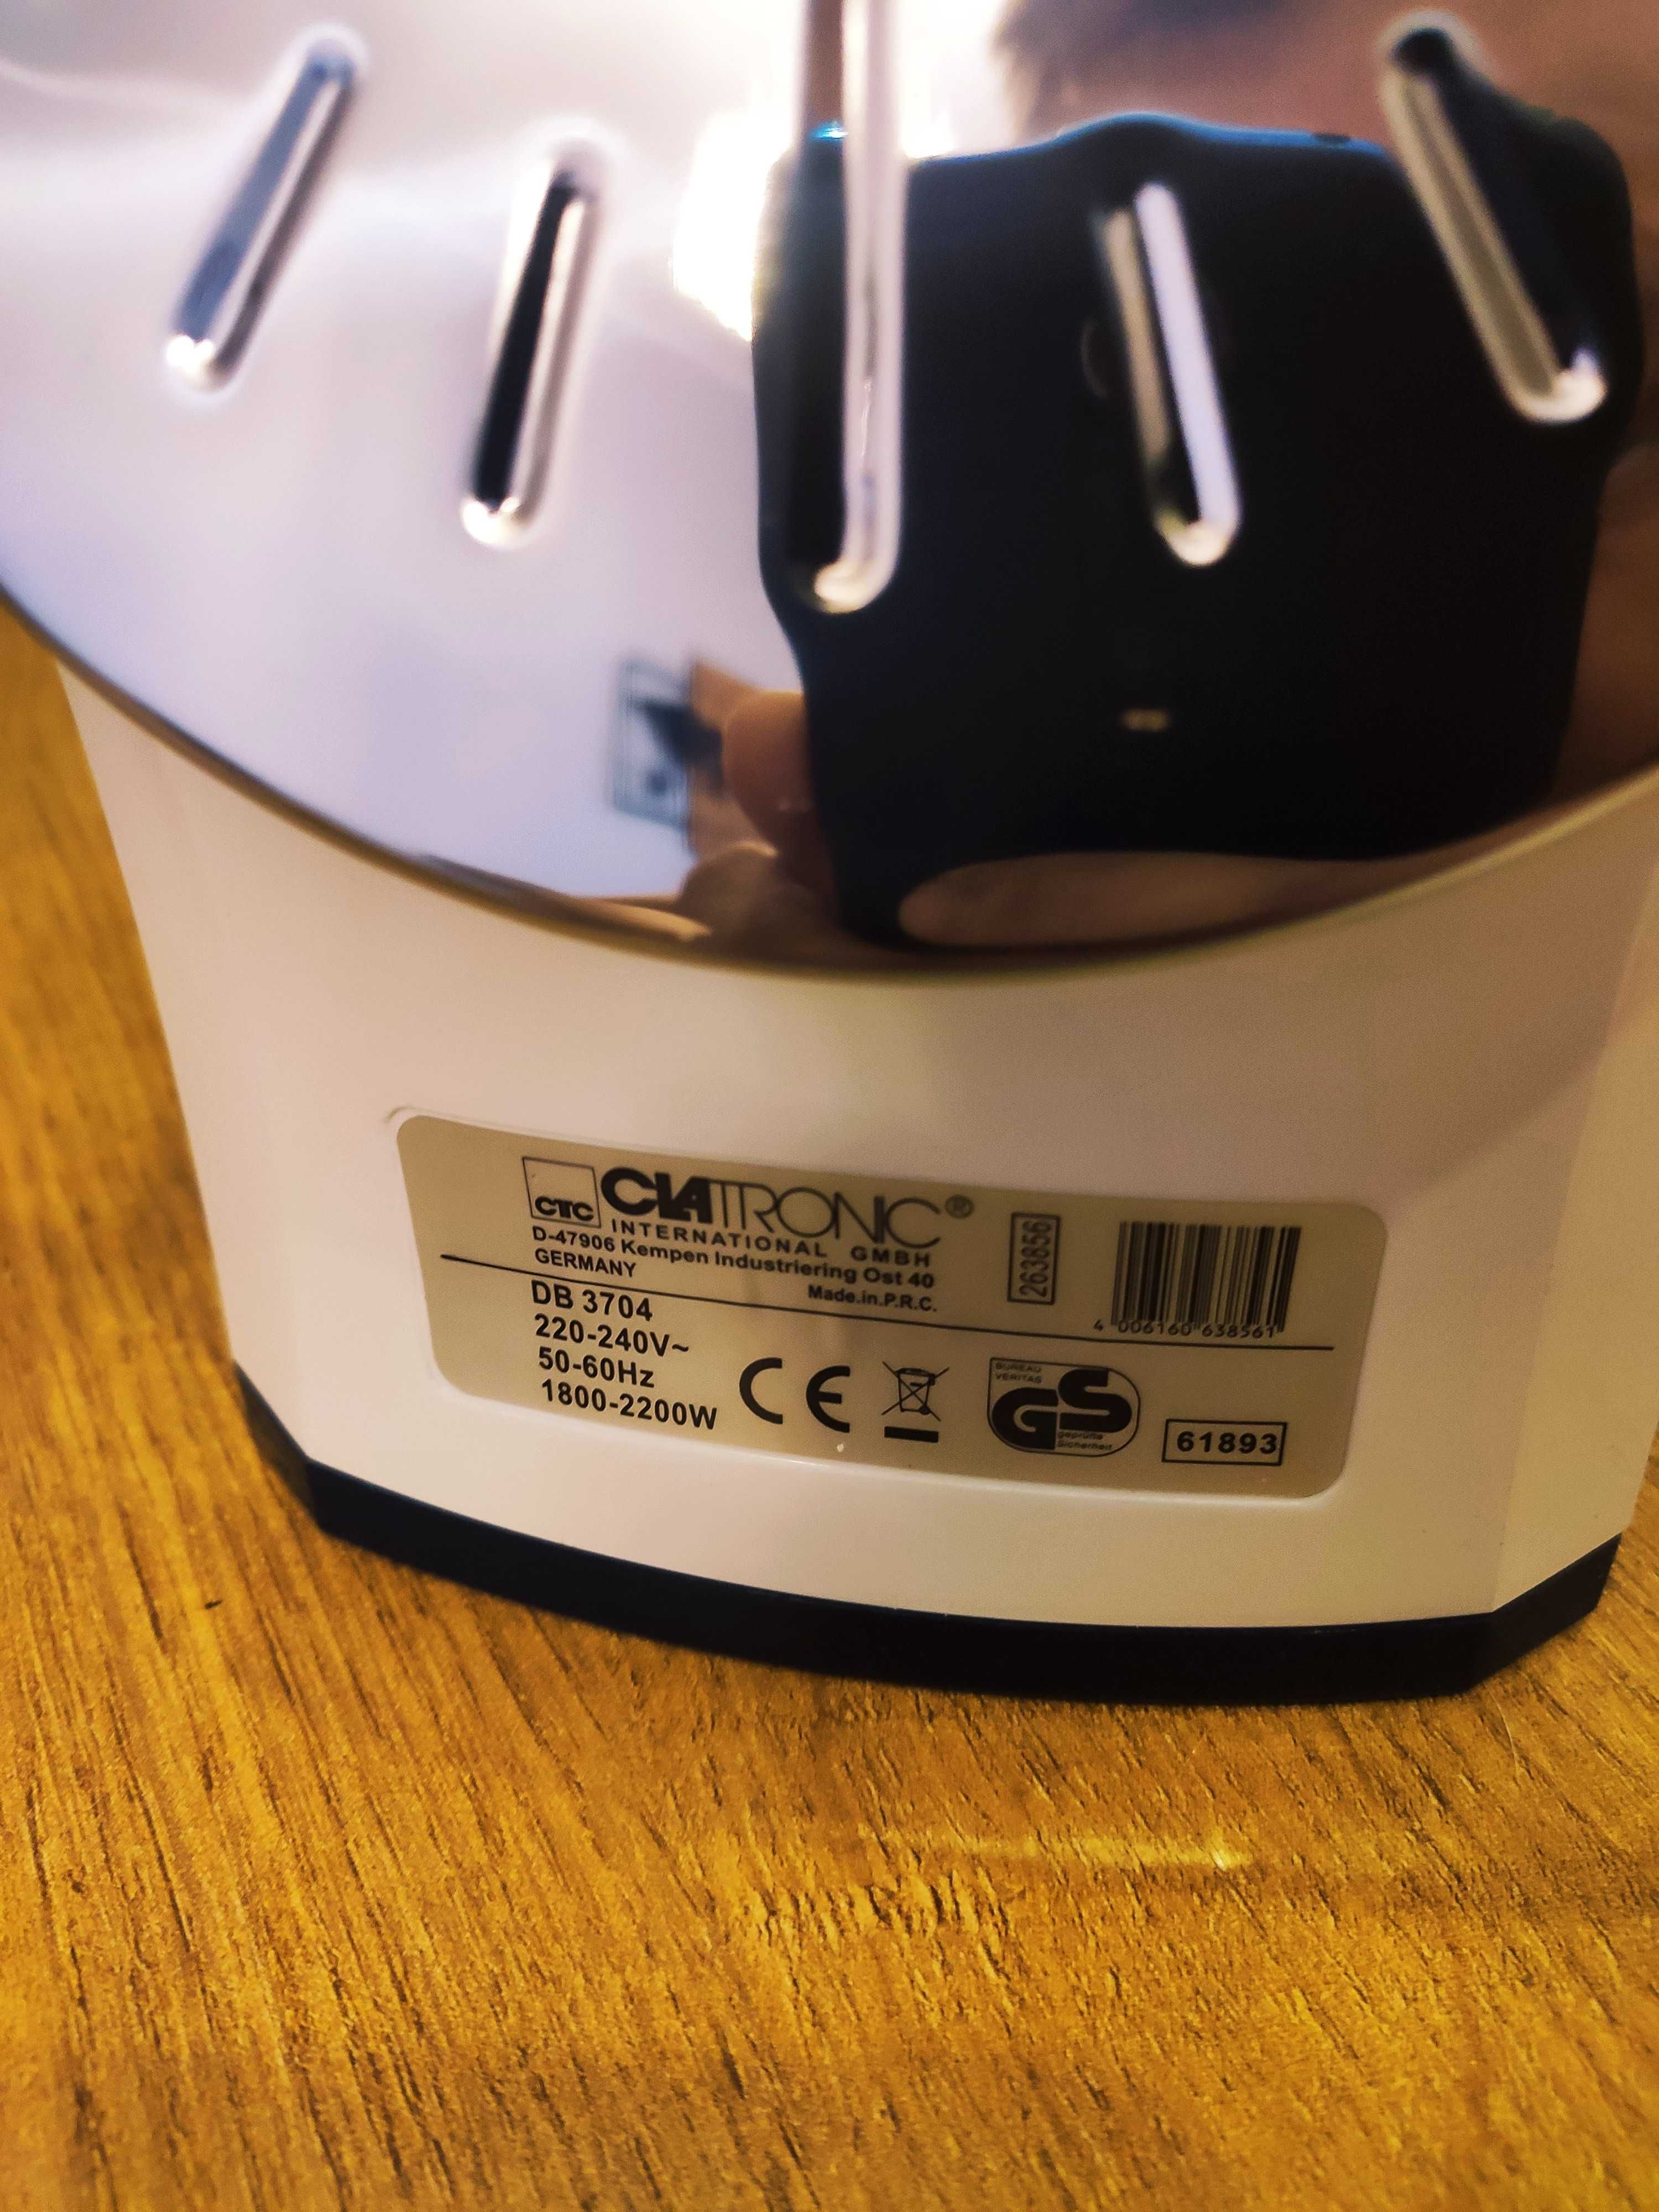 CTC CLATRONIC®
INTERNATIONAL GMBH
D-47906 Kempen Industriering Ost 40
GERMANY
Made.in.P.R.C.
263856
4 006160 638561
DB 3704
220-240V~
50-60Hz
1800-2200W
CE
BUREAU
VERITAS
GS
geprüfte
Sicherheit
61893